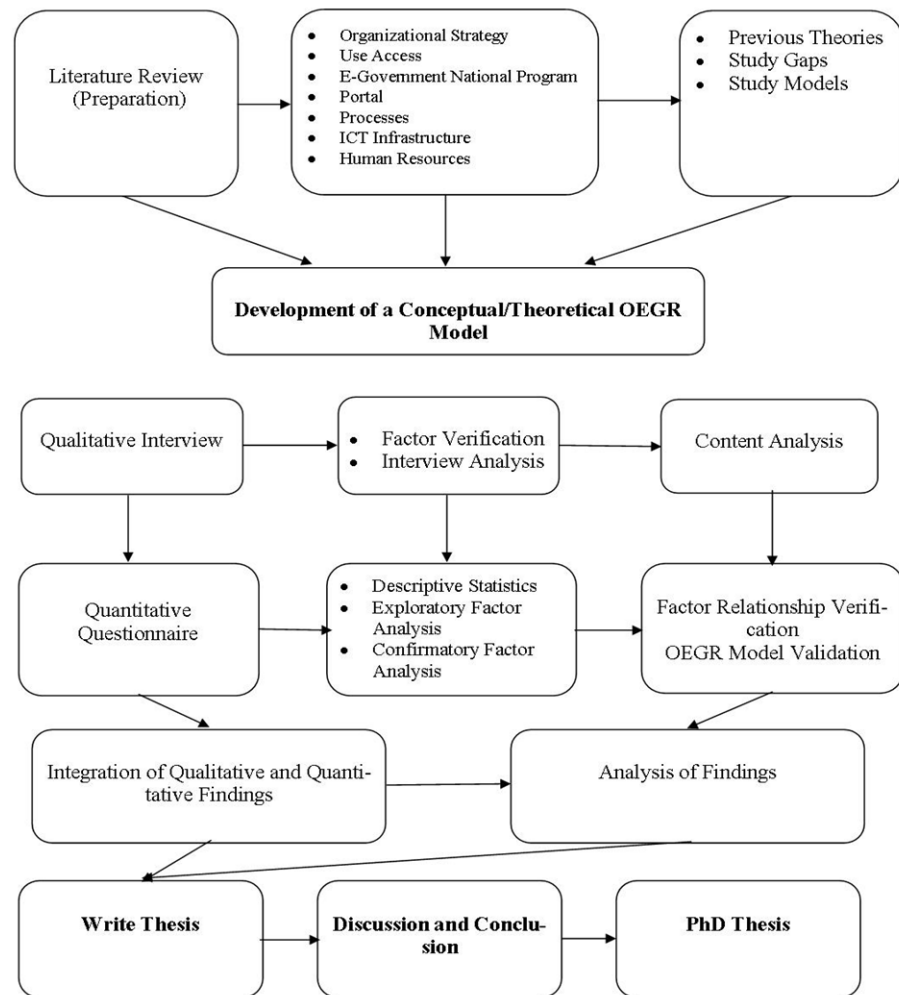 Literature Review
(Preparation)
• Organizational Strategy
• Use Access
• E-Government National Program
• Portal
• Processes
• ICT Infrastructure
• Human Resources
• Previous Theories
• Study Gaps
• Study Models
Development of a Conceptual/Theoretical OEGR
Model
Qualitative Interview
• Factor Verification
• Interview Analysis
Content Analysis
Quantitative
Questionnaire
• Descriptive Statistics
• Exploratory Factor
Analysis
• Confirmatory Factor
Analysis
Factor Relationship Verifi-
cation
OEGR Model Validation
Integration of Qualitative and Quanti-
tative Findings
Analysis of Findings
Write Thesis
Discussion and Conclu-
sion
PhD Thesis